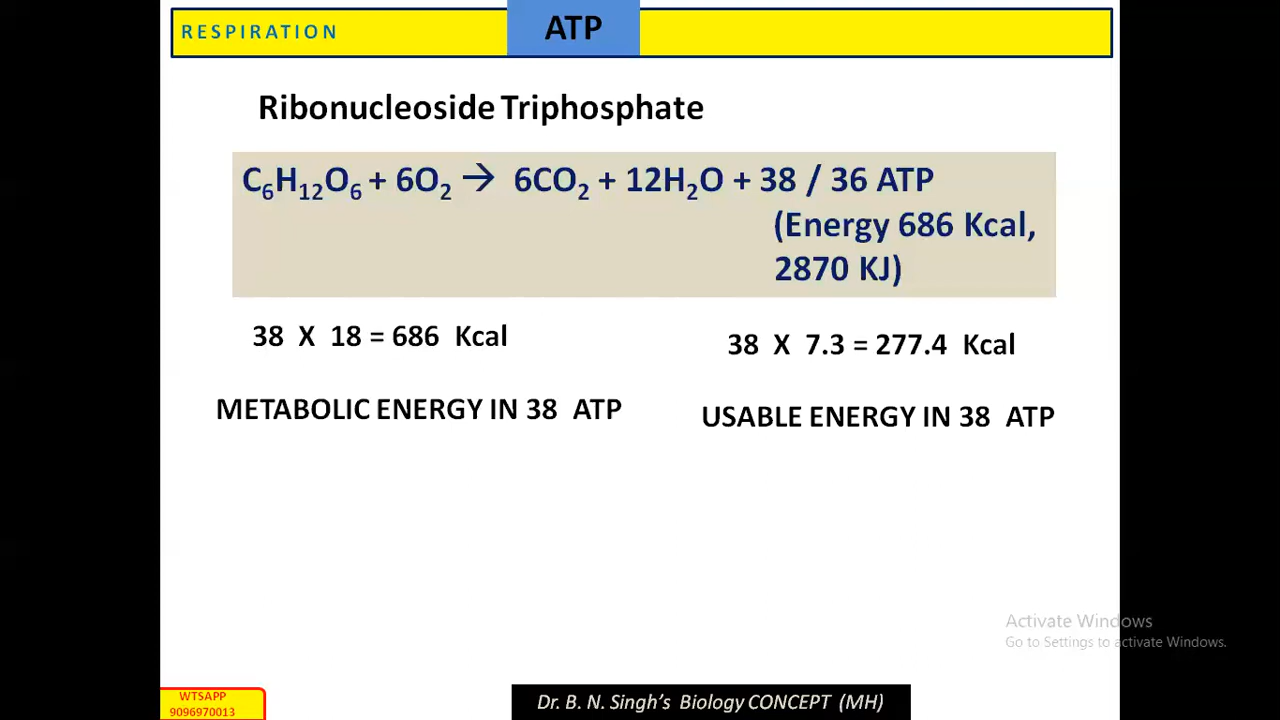 RESPIRATION
ATP
Ribonucleoside Triphosphate
C₆H₁₂O₆ + 6O₂ → 6CO₂ + 12H₂O + 38 / 36 ATP
(Energy 686 Kcal,
2870 KJ)
38 X 18 = 686 Kcal
38 X 7.3 = 277.4 Kcal
METABOLIC ENERGY IN 38 ATP
USABLE ENERGY IN 38 ATP
Activate Windows
Go to Settings to activate Windows.
WTSAPP
9096970013
Dr. B. N. Singh’s Biology CONCEPT (MH)